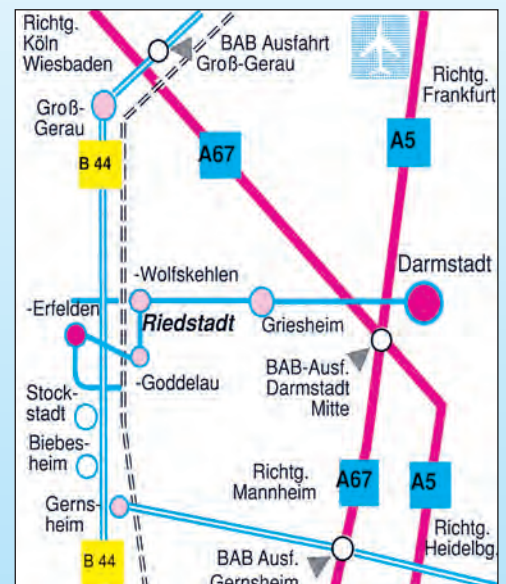 Richtg.
Köln
Wiesbaden
BAB Ausfahrt
Groß-Gerau
Richtg.
Frankfurt
Groß-
Gerau
B 44
A67
A5
-Wolfskehlen
Darmstadt
-Erfelden
Riedstadt
Griesheim
BAB-Ausf.
Darmstadt
Mitte
-Goddelau
Stock-
stadt
Biebes-
heim
Richtg.
Mannheim
A67
A5
Gerns-
heim
Richtg.
Heidelbg.
B 44
BAB Ausf.
Gernsheim